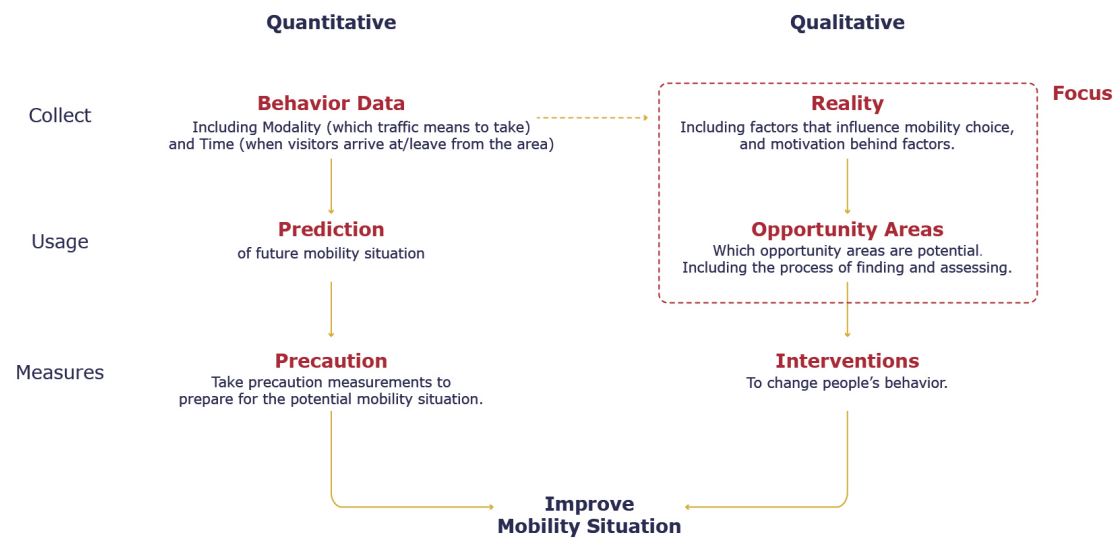 Quantitative
Qualitative
Collect
Behavior Data
Including Modality (which traffic means to take)
and Time (when visitors arrive at/leave from the area)
Reality
Including factors that influence mobility choice,
and motivation behind factors.
Focus
Usage
Prediction
of future mobility situation
Opportunity Areas
Which opportunity areas are potential.
Including the process of finding and assessing.
Measures
Precaution
Take precaution measurements to
prepare for the potential mobility situation.
Interventions
To change people’s behavior.
Improve
Mobility Situation